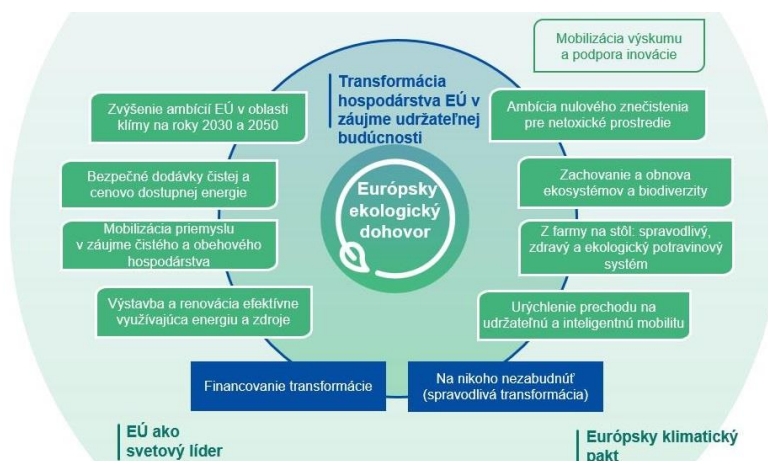 Mobilizácia výskumu
a podpora inovácie
Transformácia
hospodárstva EÚ v
záujme udržateľnej
budúcnosti
Zvýšenie ambícií EÚ v oblasti
klímy na roky 2030 a 2050
Ambícia nulového znečistenia
pre netoxické prostredie
Bezpečné dodávky čistej a
cenovo dostupnej energie
Zachovanie a obnova
ekosystémov a biodiverzity
Európsky
ekologický
dohovor
Mobilizácia priemyslu
v záujme čistého a obehového
hospodárstva
Z farmy na stôl: spravodlivý,
zdravý a ekologický potravinový
systém
Výstavba a renovácia efektívne
využívajúca energiu a zdroje
Urýchlenie prechodu na
udržateľnú a inteligentnú mobilitu
Financovanie transformácie
Na nikoho nezabudnúť
(spravodlivá transformácia)
EÚ ako
svetový líder
Európsky klimatický
pakt